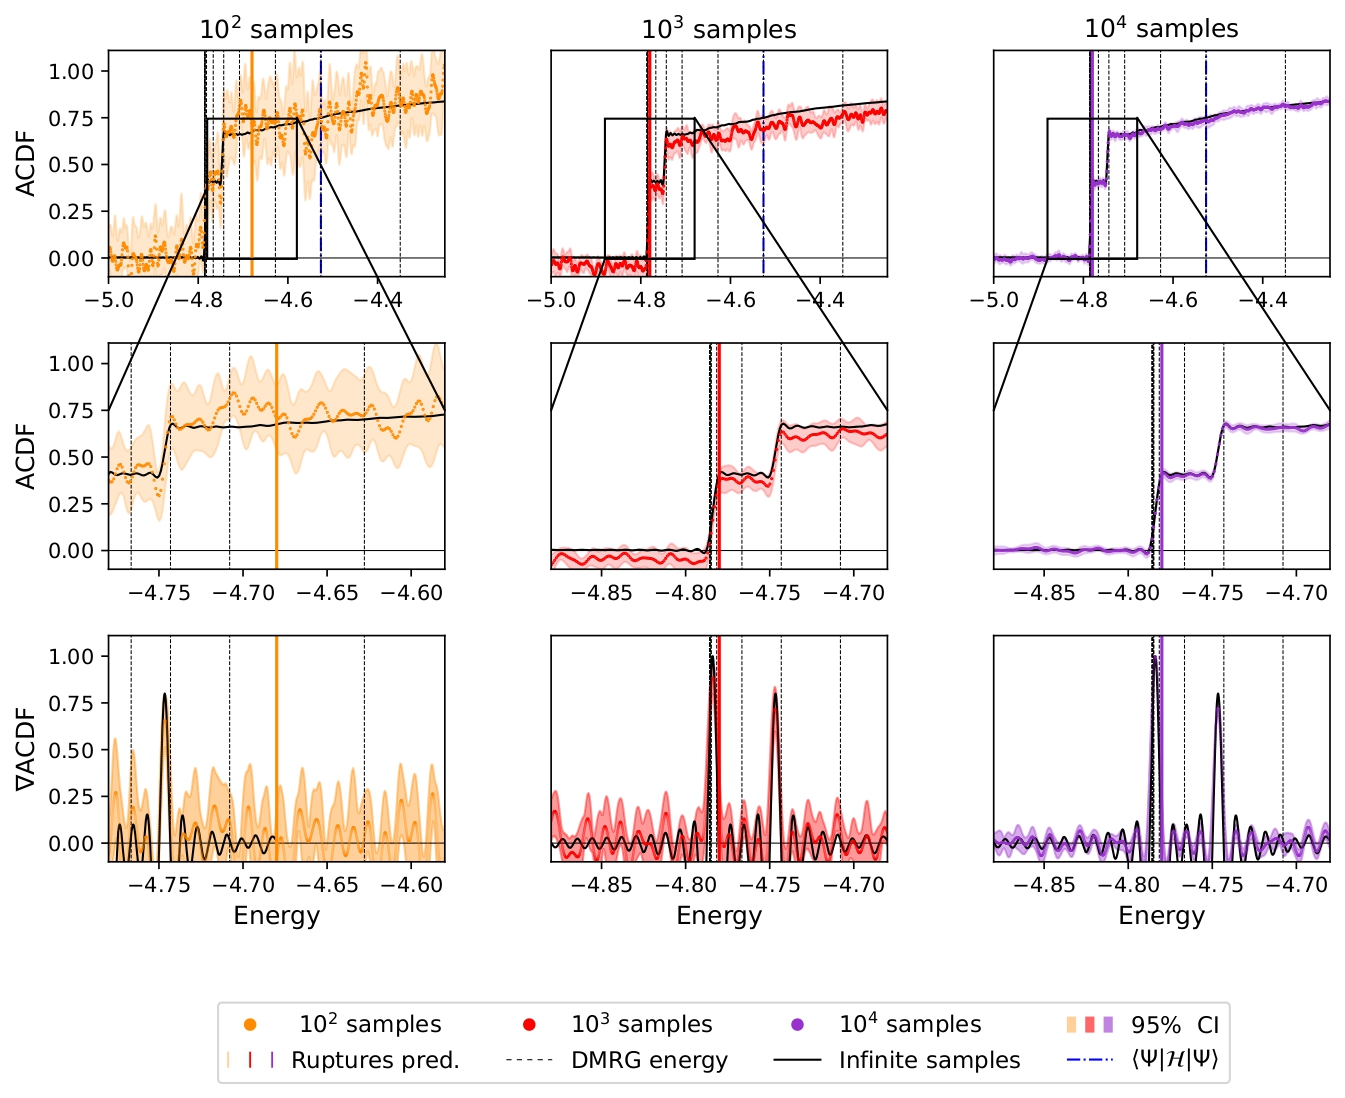 10² samples 10³ samples 10⁴ samples
ACDF
1.00
0.75
0.50
0.25
0.00
−5.0 −4.8 −4.6 −4.4 −5.0 −4.8 −4.6 −4.4 −5.0 −4.8 −4.6 −4.4
ACDF
1.00
0.75
0.50
0.25
0.00
−4.75 −4.70 −4.65 −4.60 −4.85 −4.80 −4.75 −4.70 −4.85 −4.80 −4.75 −4.70
∇ACDF
1.00
0.75
0.50
0.25
0.00
−4.75 −4.70 −4.65 −4.60 −4.85 −4.80 −4.75 −4.70 −4.85 −4.80 −4.75 −4.70
Energy Energy Energy
10² samples 10³ samples 10⁴ samples 95% CI
Ruptures pred. DMRG energy Infinite samples ⟨Ψ|ℋ|Ψ⟩